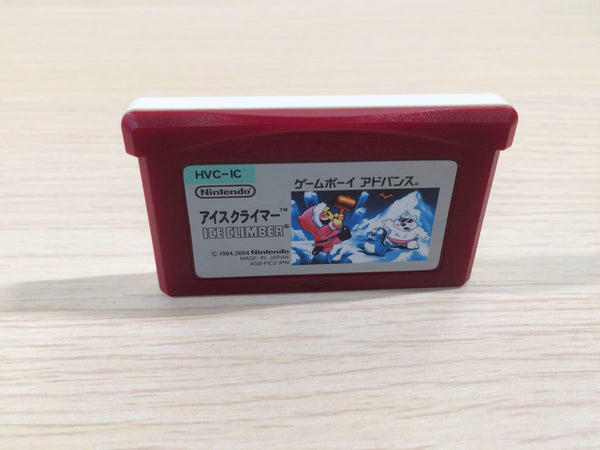 HVC-IC
Nintendo
アイスクライマー™
ICE CLIMBER®
© 1984,2004 Nintendo
MADE IN JAPAN
AGB-FICJ-JPN
ゲームボーイ アドバンス®